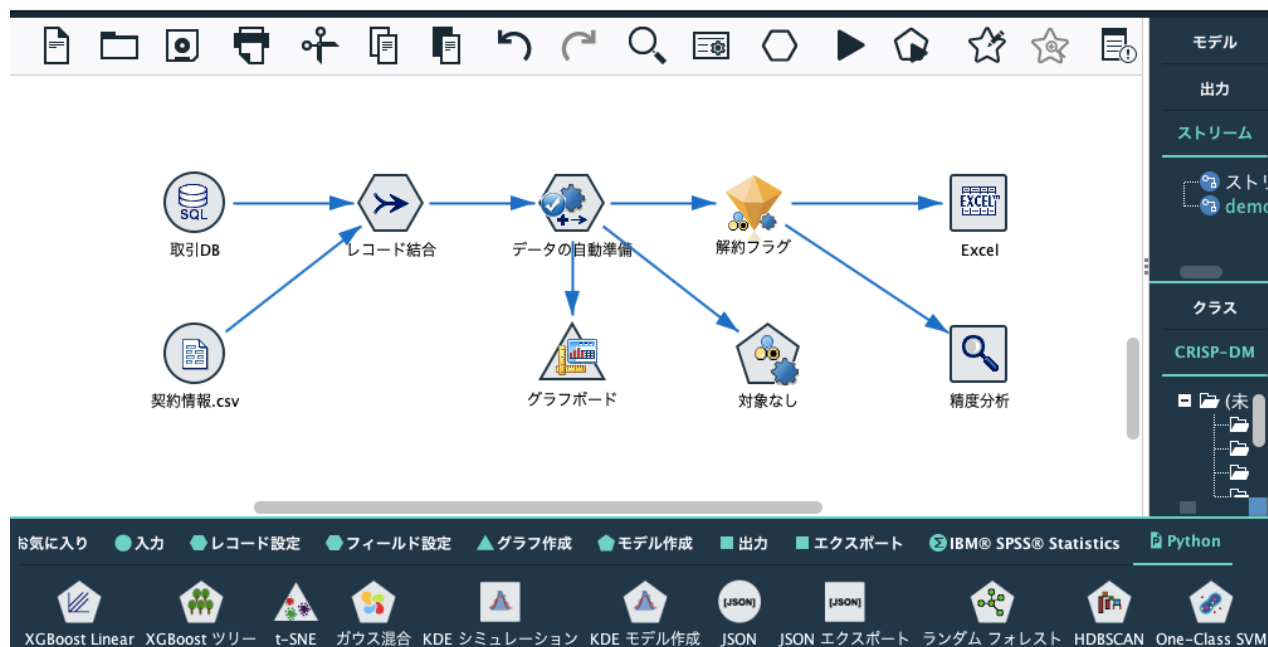 モデル
出力
ストリーム
ストリ
demo
SQL
EXCEL™
取引DB
レコード結合
データの自動準備
解約フラグ
Excel
クラス
CRISP-DM
(未
契約情報.csv
グラフボード
対象なし
精度分析
お気に入り 入力 レコード設定 フィールド設定 グラフ作成 モデル作成 出力 エクスポート IBM® SPSS® Statistics Python
[JSON] [JSON]
XGBoost Linear XGBoost ツリー t-SNE ガウス混合 KDE シミュレーション KDE モデル作成 JSON JSON エクスポート ランダム フォレスト HDBSCAN One-Class SVM